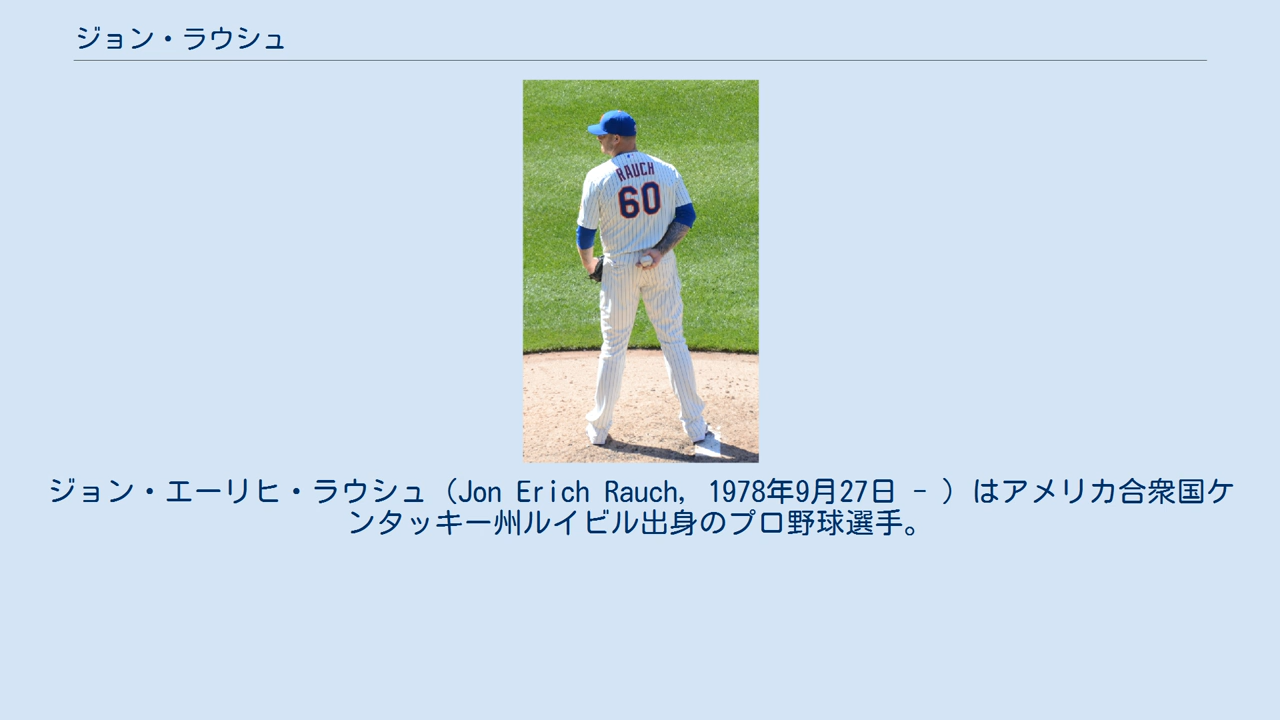 ジョン・ラウシュ
RAUCH
60
ジョン・エーリヒ・ラウシュ（Jon Erich Rauch, 1978年9月27日 - ）はアメリカ合衆国ケ
ンタッキー州ルイビル出身のプロ野球選手。